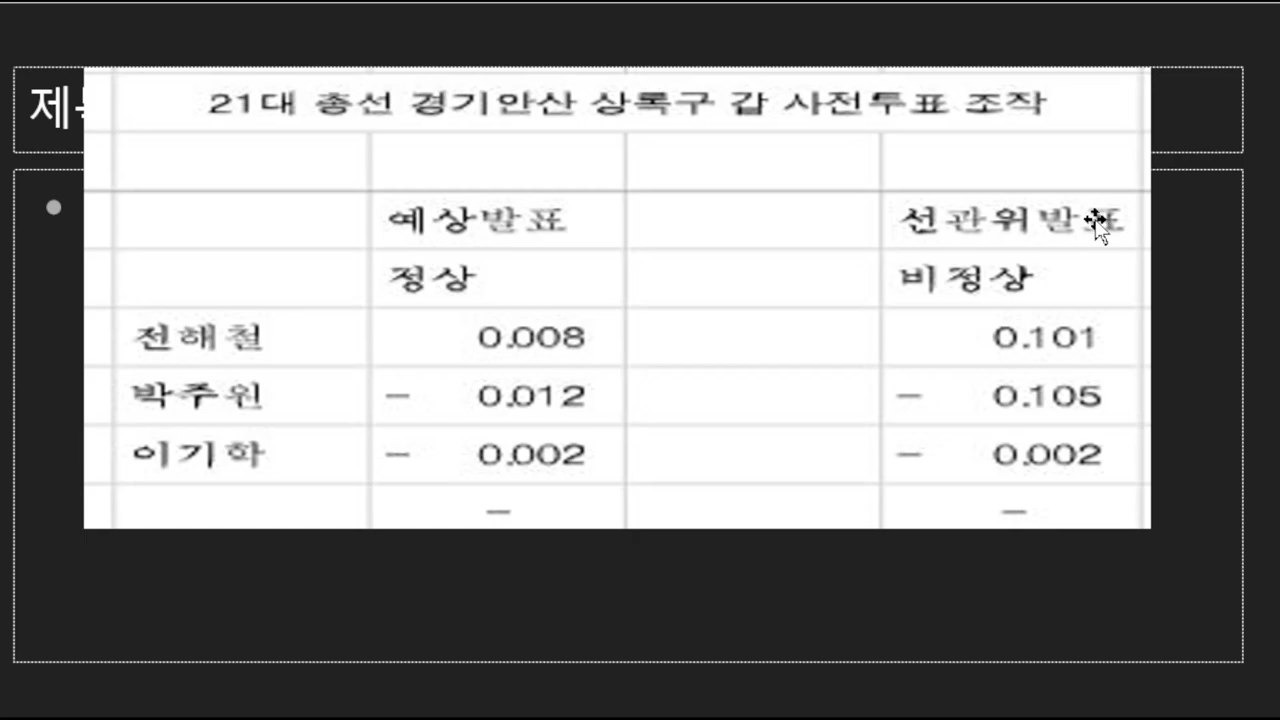 21대 총선 경기안산 상록구 갑 사전투표 조작
예상발표 선관위발표
정상 비정상
전해철 0.008 0.101
박주원 - 0.012 - 0.105
이기학 - 0.002 - 0.002
- -